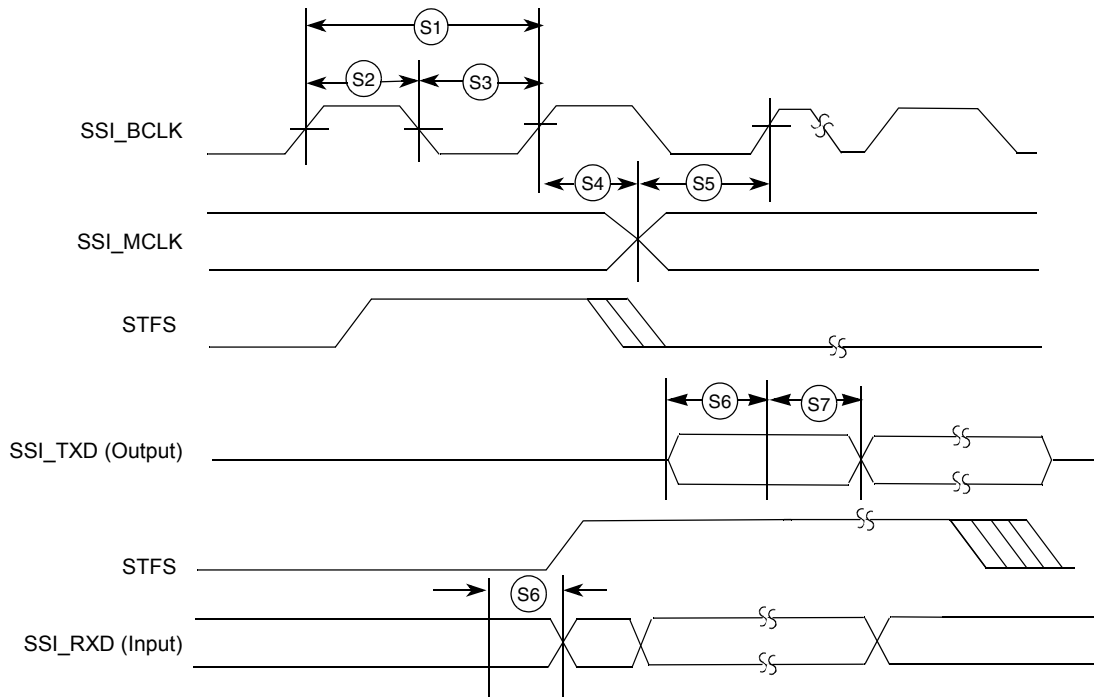 S1
S2
S3
SSI_BCLK
S4
S5
SSI_MCLK
STFS
S6
S7
SSI_TXD (Output)
STFS
S6
SSI_RXD (Input)